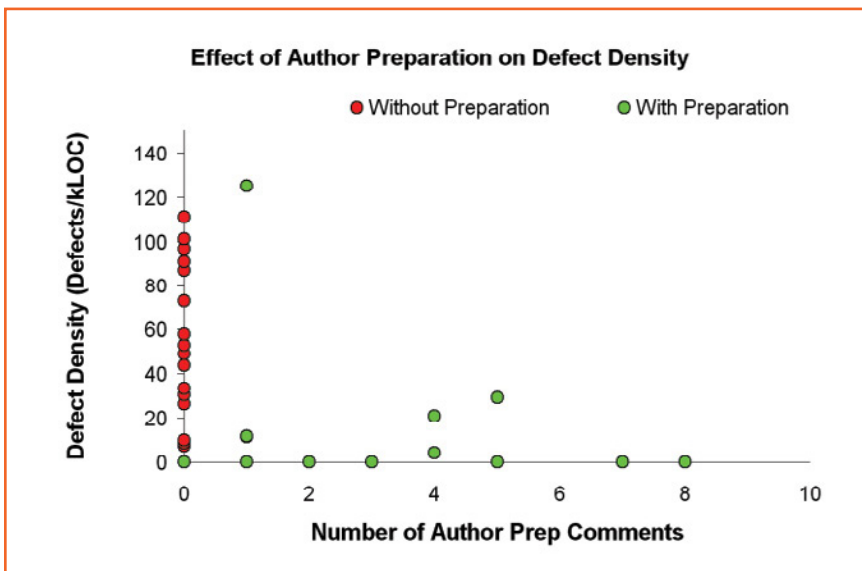 Effect of Author Preparation on Defect Density
Without Preparation
With Preparation
Defect Density (Defects/kLOC)
140
120
100
80
60
40
20
0
0 2 4 6 8 10
Number of Author Prep Comments